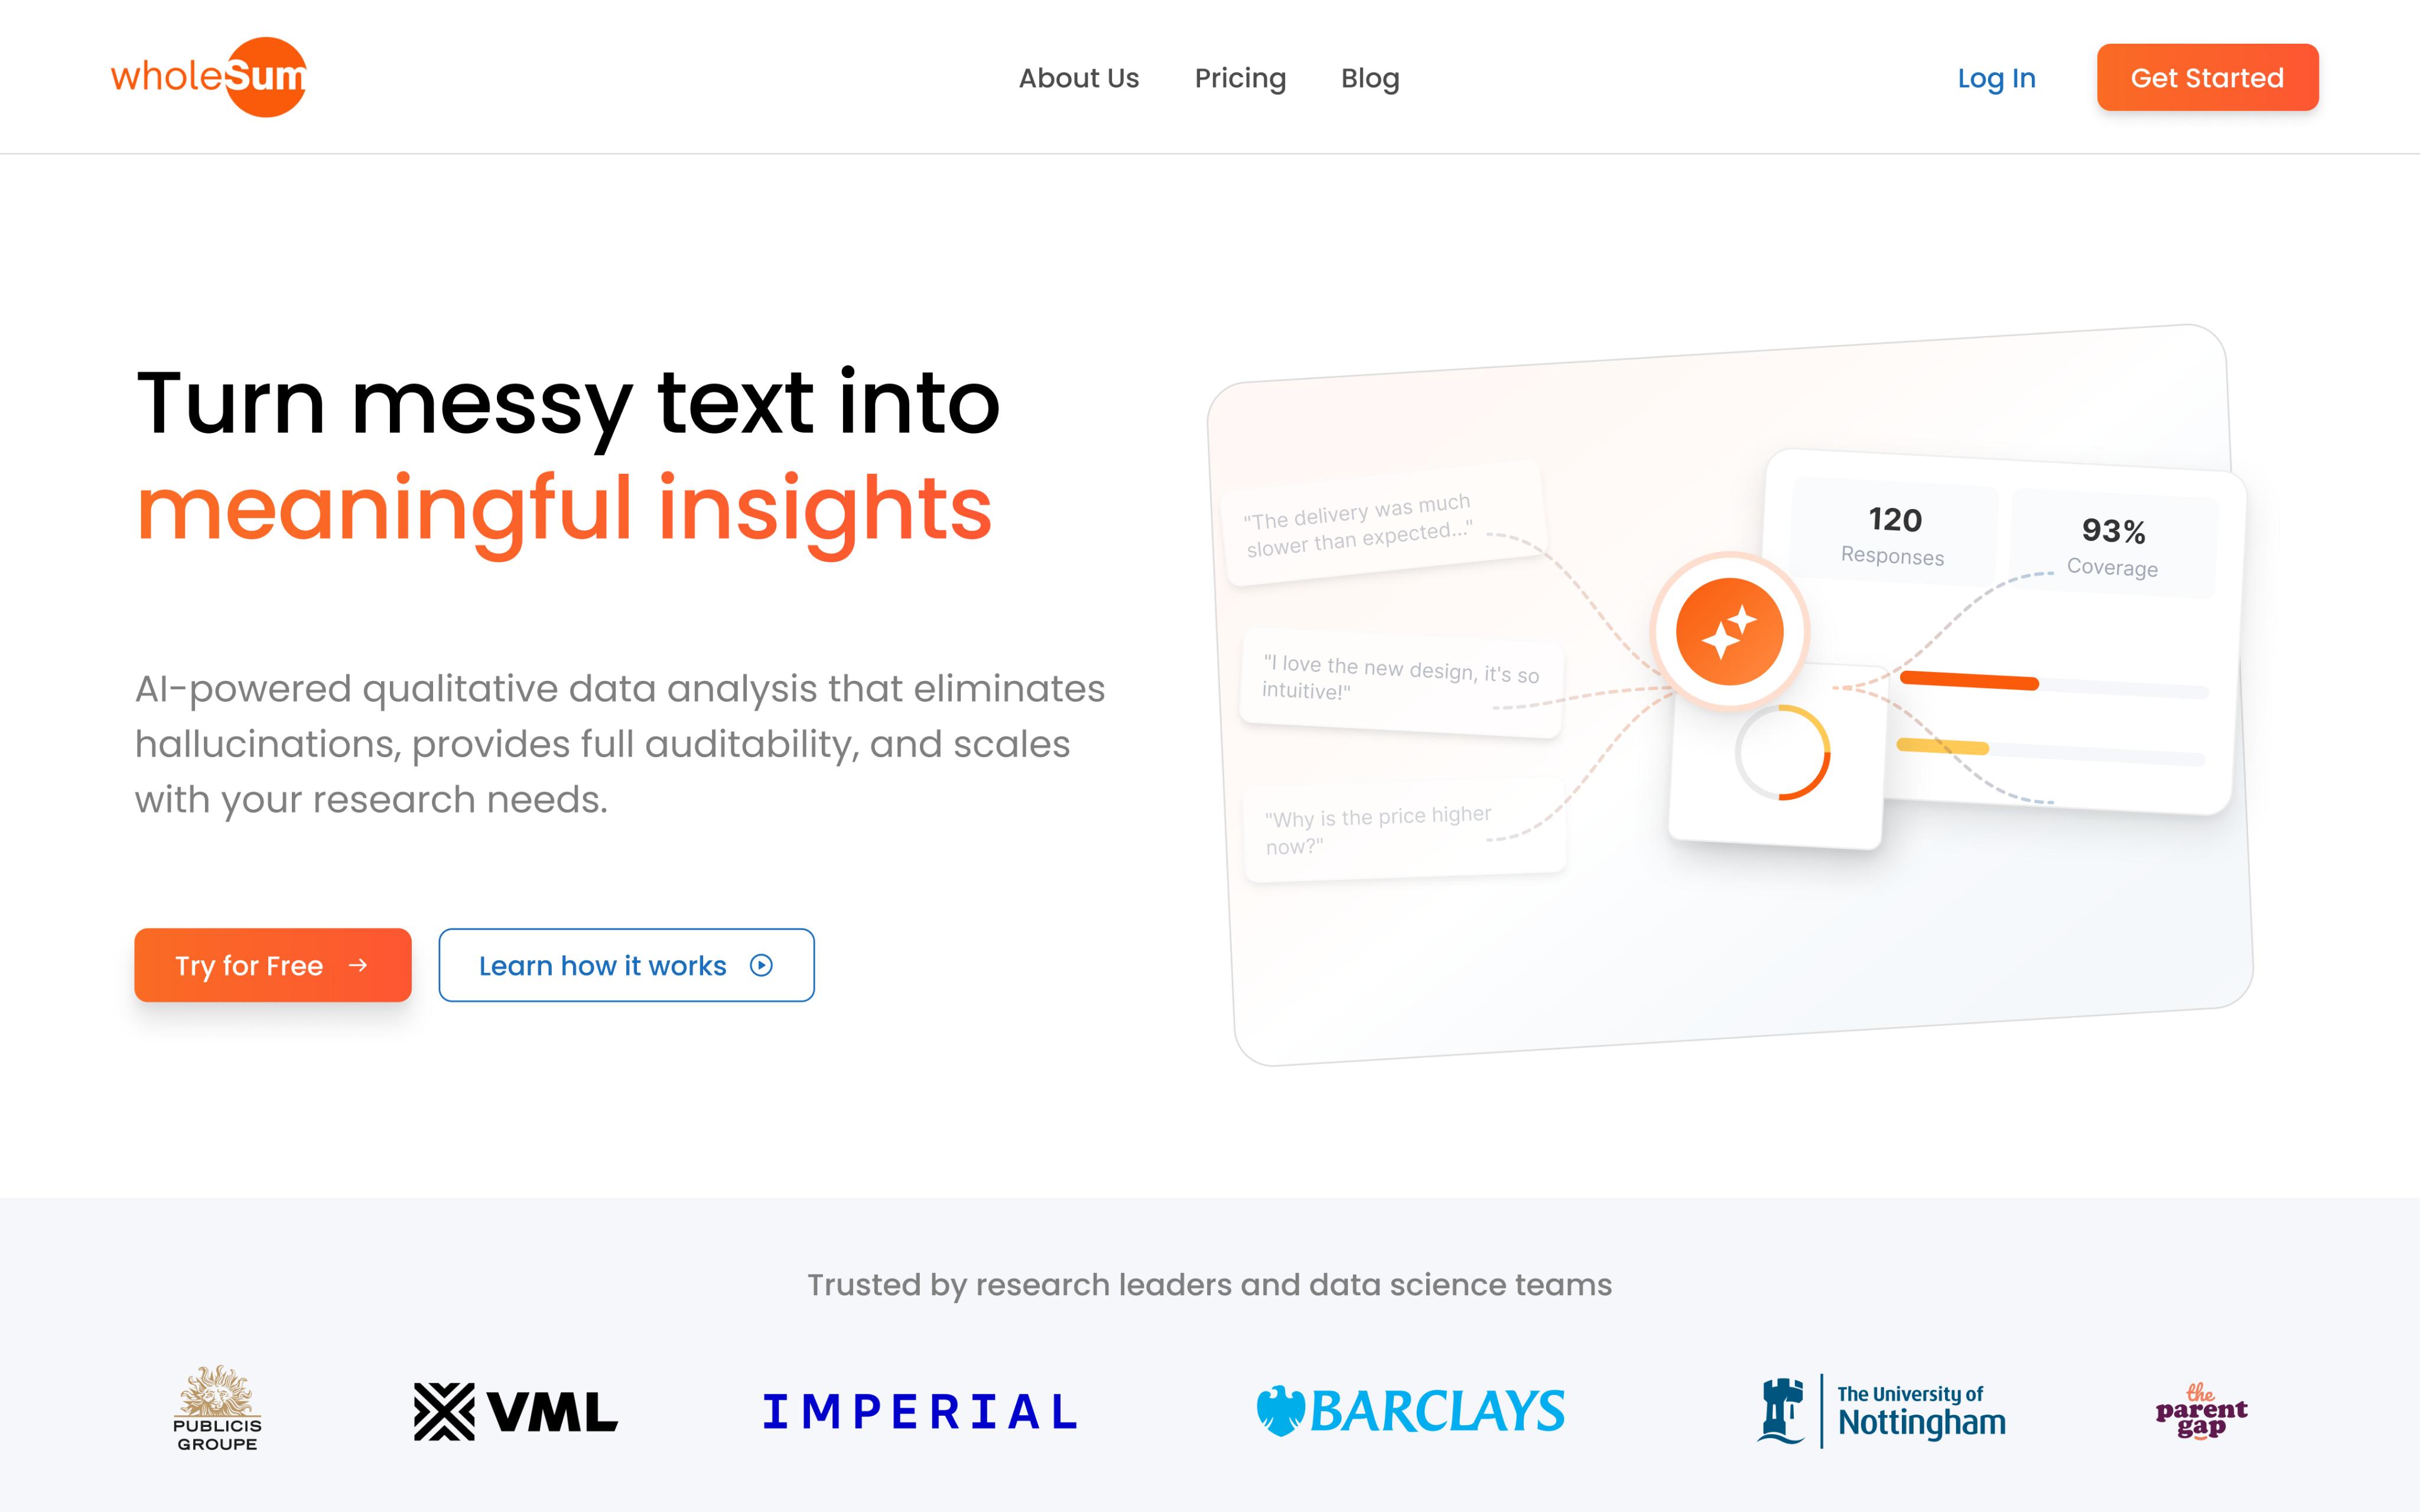 wholeSum
About Us
Pricing
Blog
Log In
Get Started
Turn messy text into
meaningful insights
AI-powered qualitative data analysis that eliminates
hallucinations, provides full auditability, and scales
with your research needs.
Try for Free
Learn how it works
"The delivery was much
slower than expected..."
"I love the new design, it's so
intuitive!"
"Why is the price higher
now?"
120
Responses
93%
Coverage
Trusted by research leaders and data science teams
PUBLICIS
GROUPE
VML
IMPERIAL
BARCLAYS
The University of
Nottingham
the
parent
gap